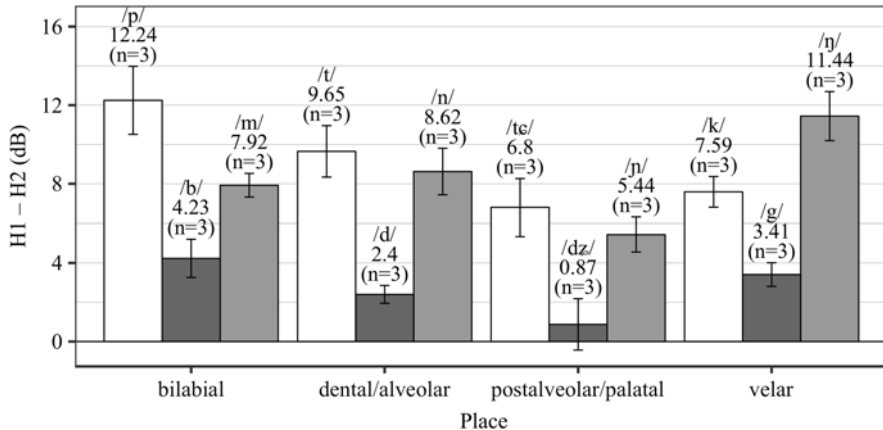 16
12
8
4
0
H1 – H2 (dB)
/p/
12.24
(n=3)
/b/
4.23
(n=3)
/m/
7.92
(n=3)
/t/
9.65
(n=3)
/d/
2.4
(n=3)
/n/
8.62
(n=3)
/tɕ/
6.8
(n=3)
/dʑ/
0.87
(n=3)
/ɲ/
5.44
(n=3)
/k/
7.59
(n=3)
/g/
3.41
(n=3)
/ŋ/
11.44
(n=3)
bilabial
dental/alveolar
postalveolar/palatal
velar
Place